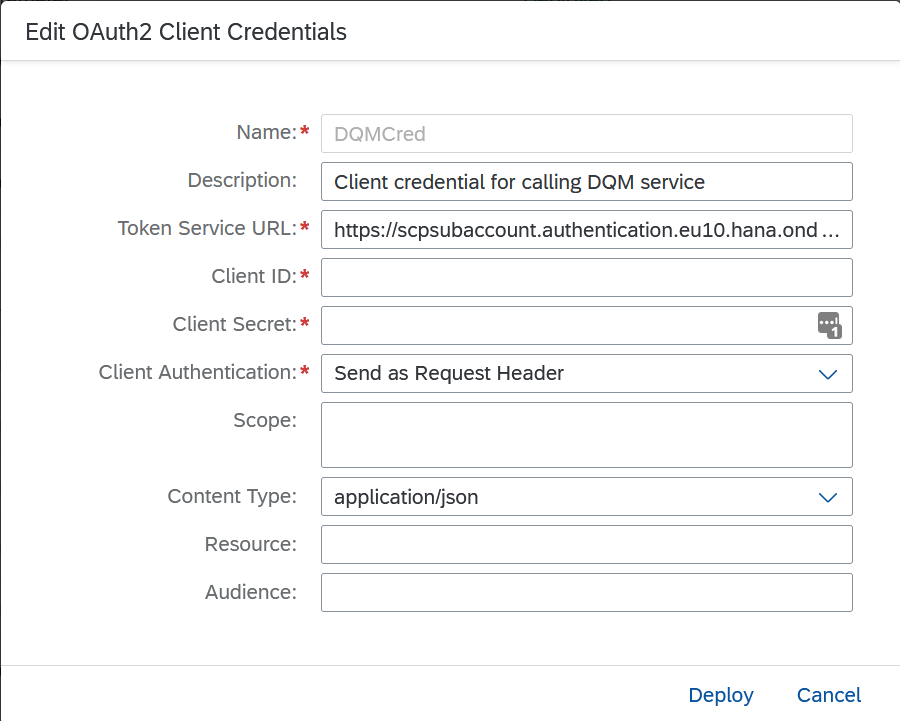 Edit OAuth2 Client Credentials
Name:* DQMCred
Description: Client credential for calling DQM service
Token Service URL:* https://scpsubaccount.authentication.eu10.hana.ond ...
Client ID:*
Client Secret:* 1
Client Authentication:* Send as Request Header
Scope:
Content Type: application/json
Resource:
Audience:
Deploy Cancel